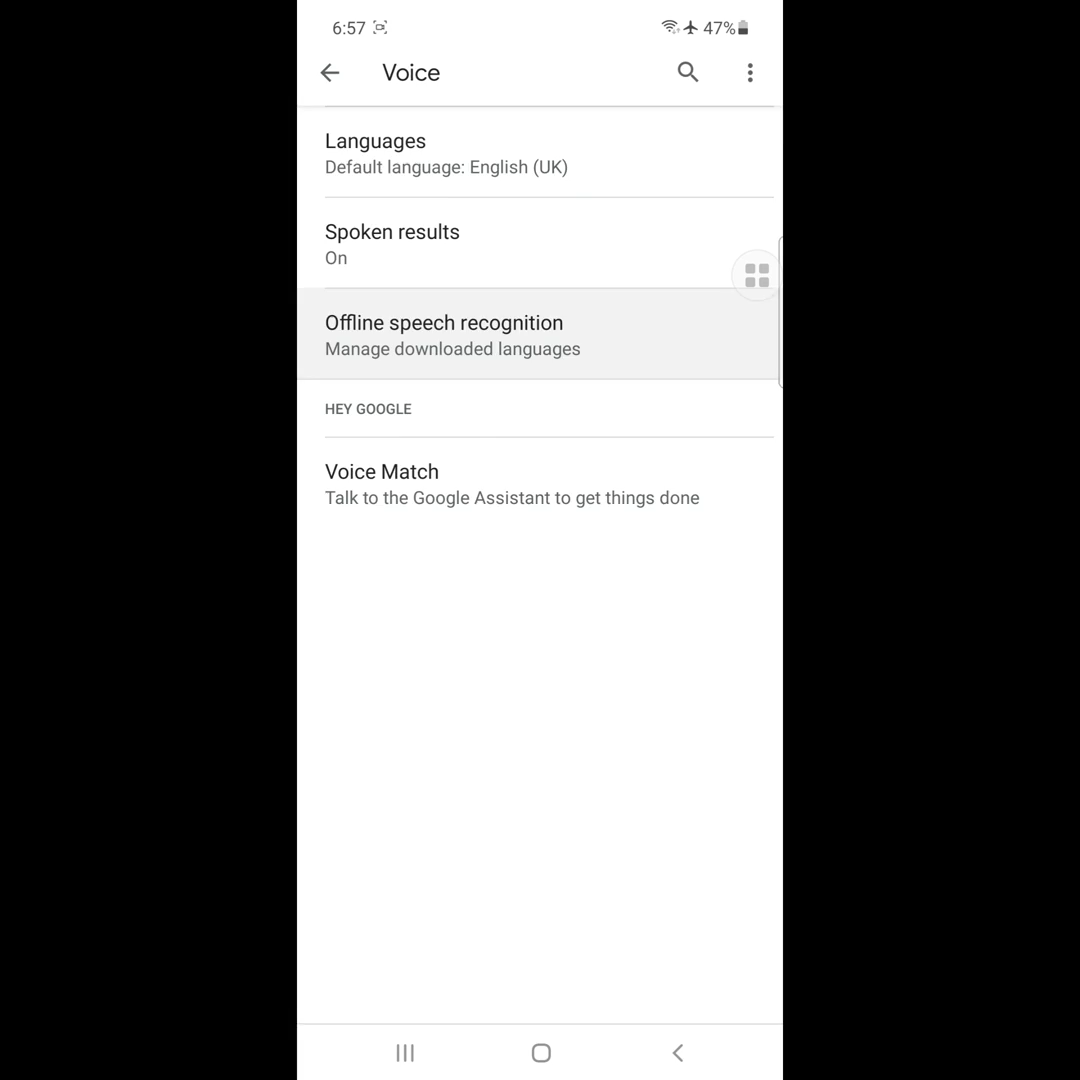 6:57
47%
Voice
Languages
Default language: English (UK)
Spoken results
On
Offline speech recognition
Manage downloaded languages
HEY GOOGLE
Voice Match
Talk to the Google Assistant to get things done